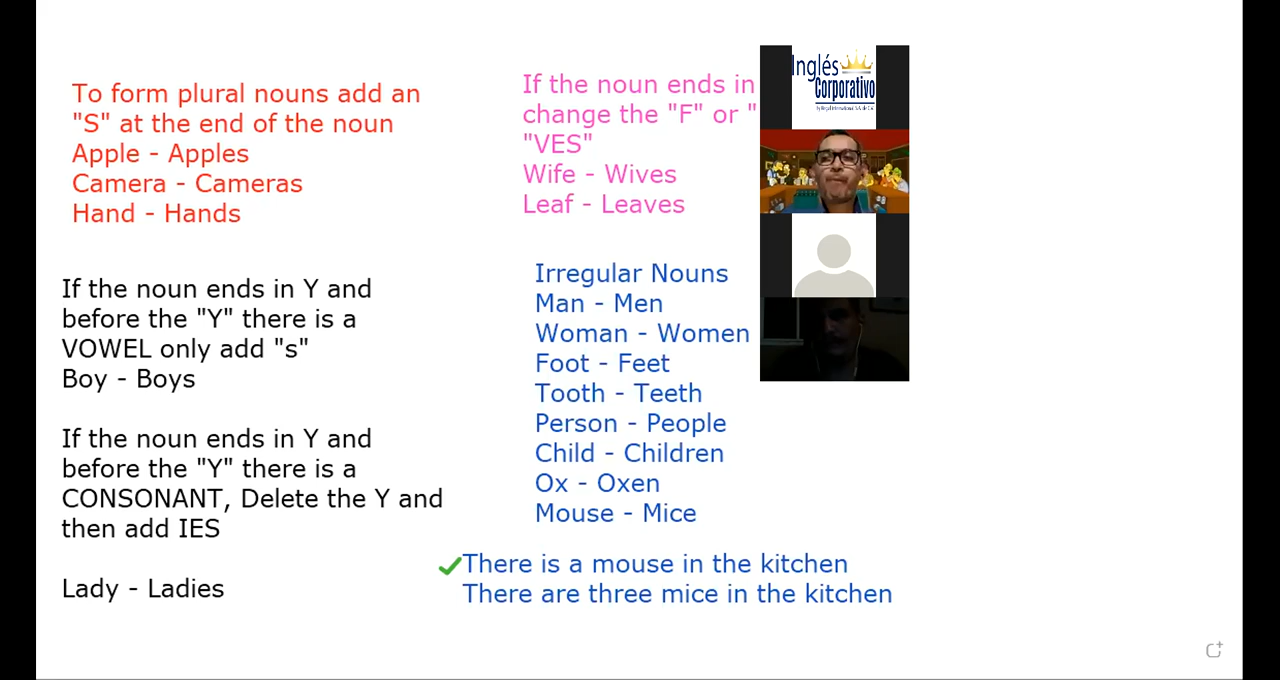 To form plural nouns add an
"S" at the end of the noun
Apple - Apples
Camera - Cameras
Hand - Hands
If the noun ends in Y and
before the "Y" there is a
VOWEL only add "s"
Boy - Boys
If the noun ends in Y and
before the "Y" there is a
CONSONANT, Delete the Y and
then add IES
Lady - Ladies
If the noun ends in
change the "F" or "
"VES"
Wife - Wives
Leaf - Leaves
Irregular Nouns
Man - Men
Woman - Women
Foot - Feet
Tooth - Teeth
Person - People
Child - Children
Ox - Oxen
Mouse - Mice
There is a mouse in the kitchen
There are three mice in the kitchen
Inglés
Corporativo